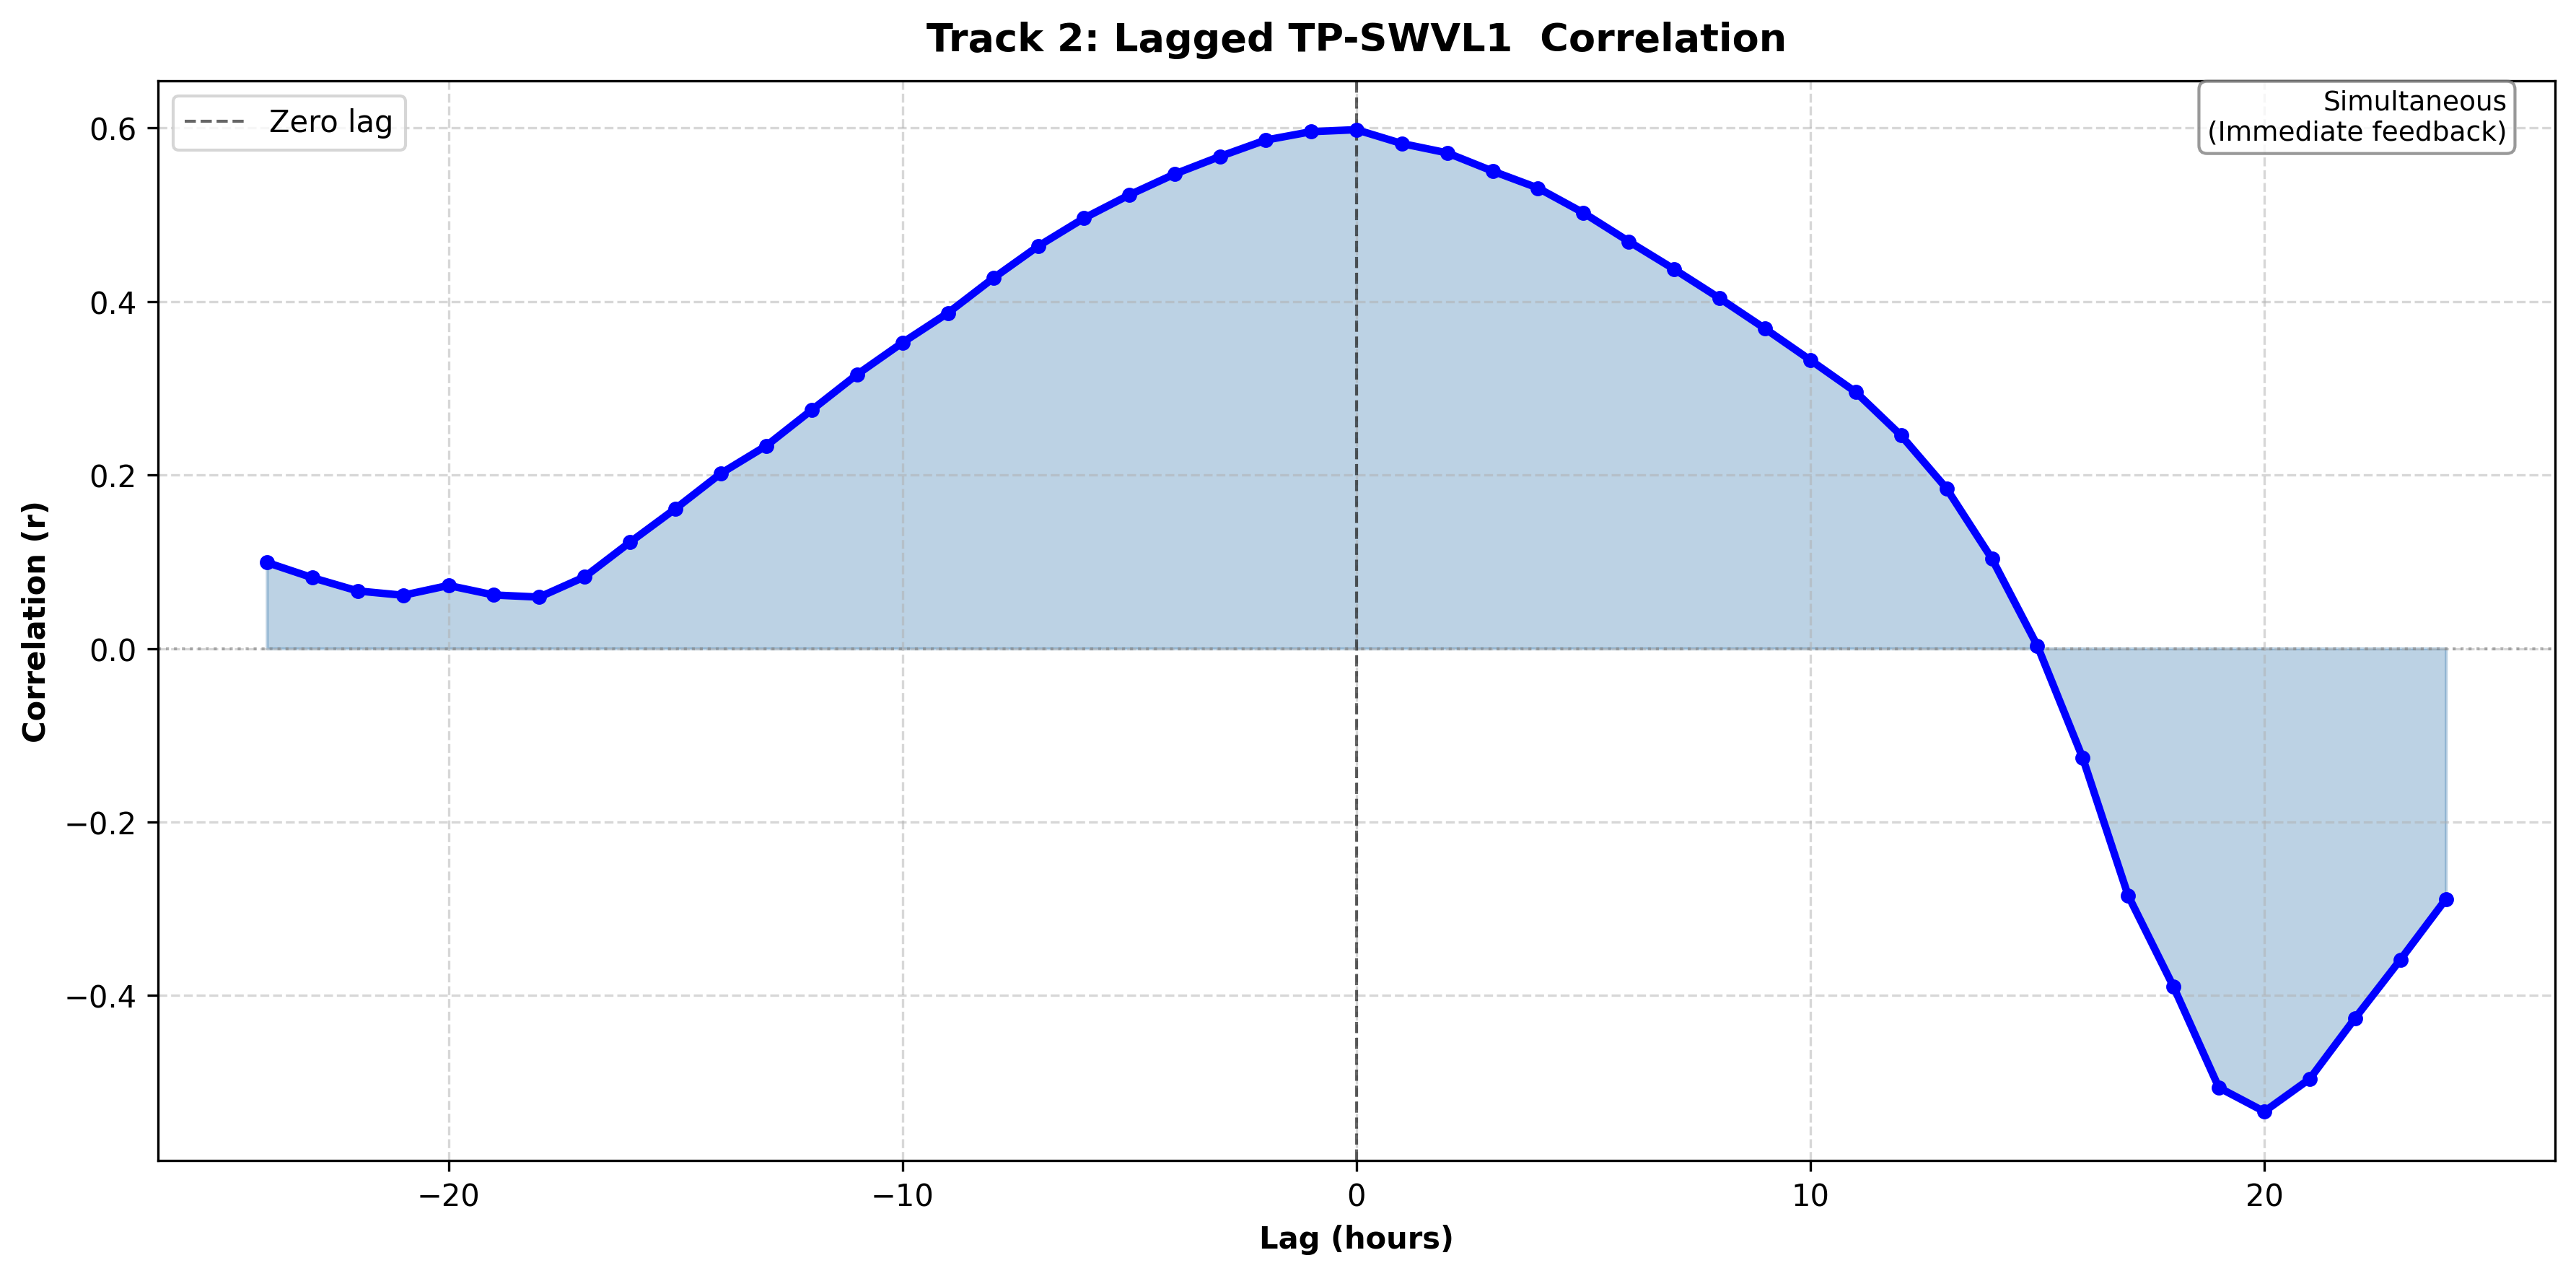 Track 2: Lagged TP-SWVL1  Correlation
Zero lag
Simultaneous
(Immediate feedback)
0.6
0.4
0.2
0.0
−0.2
−0.4
Correlation (r)
−20
−10
0
10
20
Lag (hours)